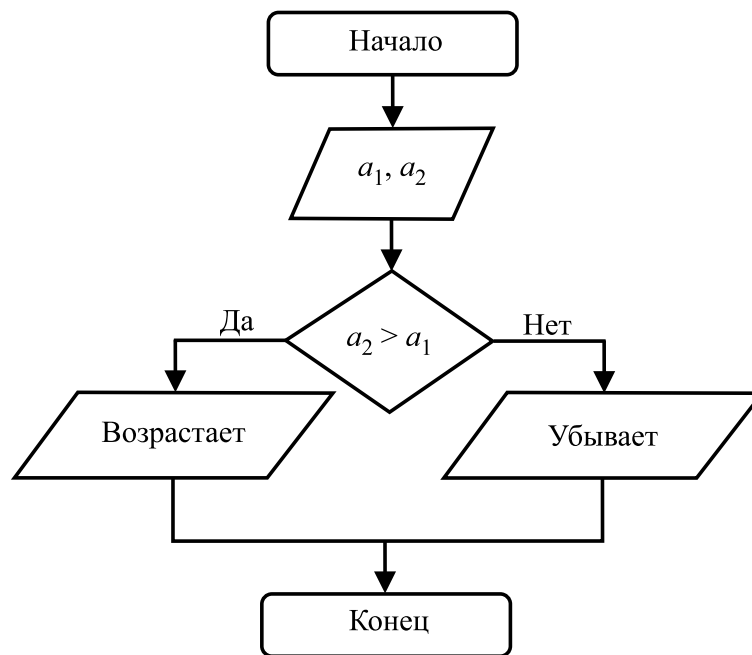 Начало
a₁, a₂
Да
a₂ > a₁
Нет
Возрастает
Убывает
Конец